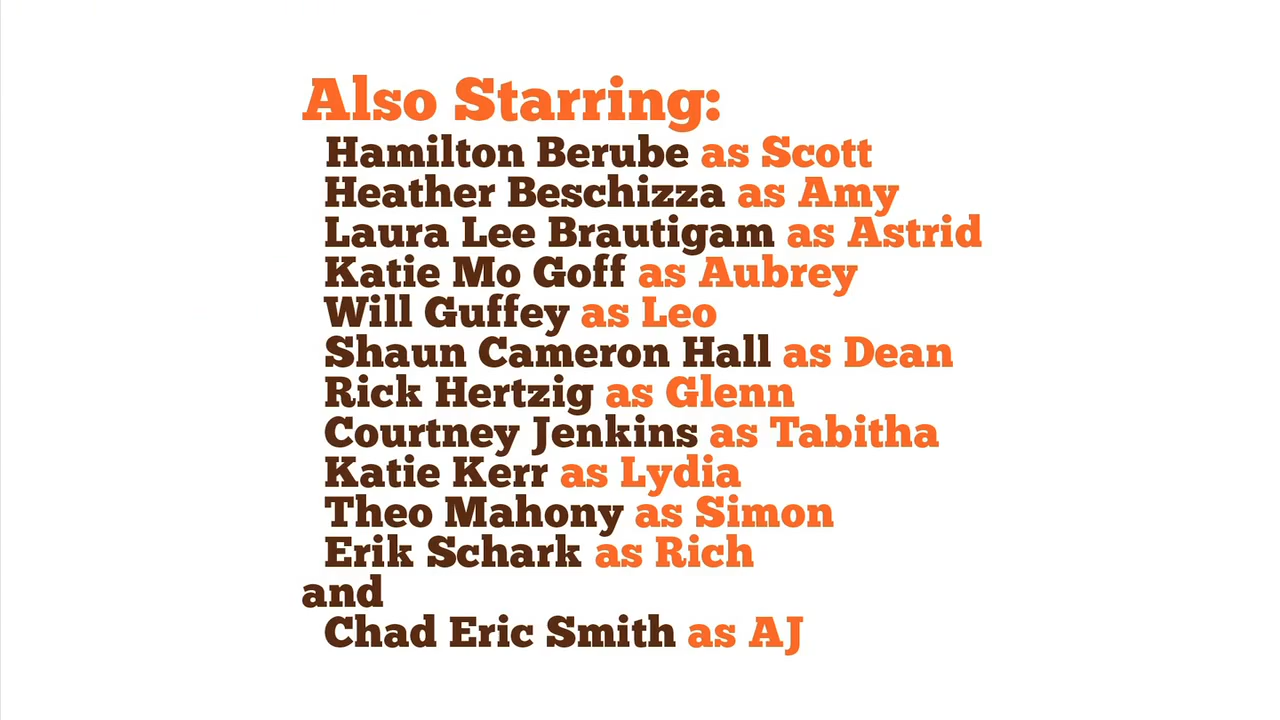 Also Starring:
Hamilton Berube as Scott
Heather Beschizza as Amy
Laura Lee Brautigam as Astrid
Katie Mo Goff as Aubrey
Will Guffey as Leo
Shaun Cameron Hall as Dean
Rick Hertzig as Glenn
Courtney Jenkins as Tabitha
Katie Kerr as Lydia
Theo Mahony as Simon
Erik Schark as Rich
and
Chad Eric Smith as AJ